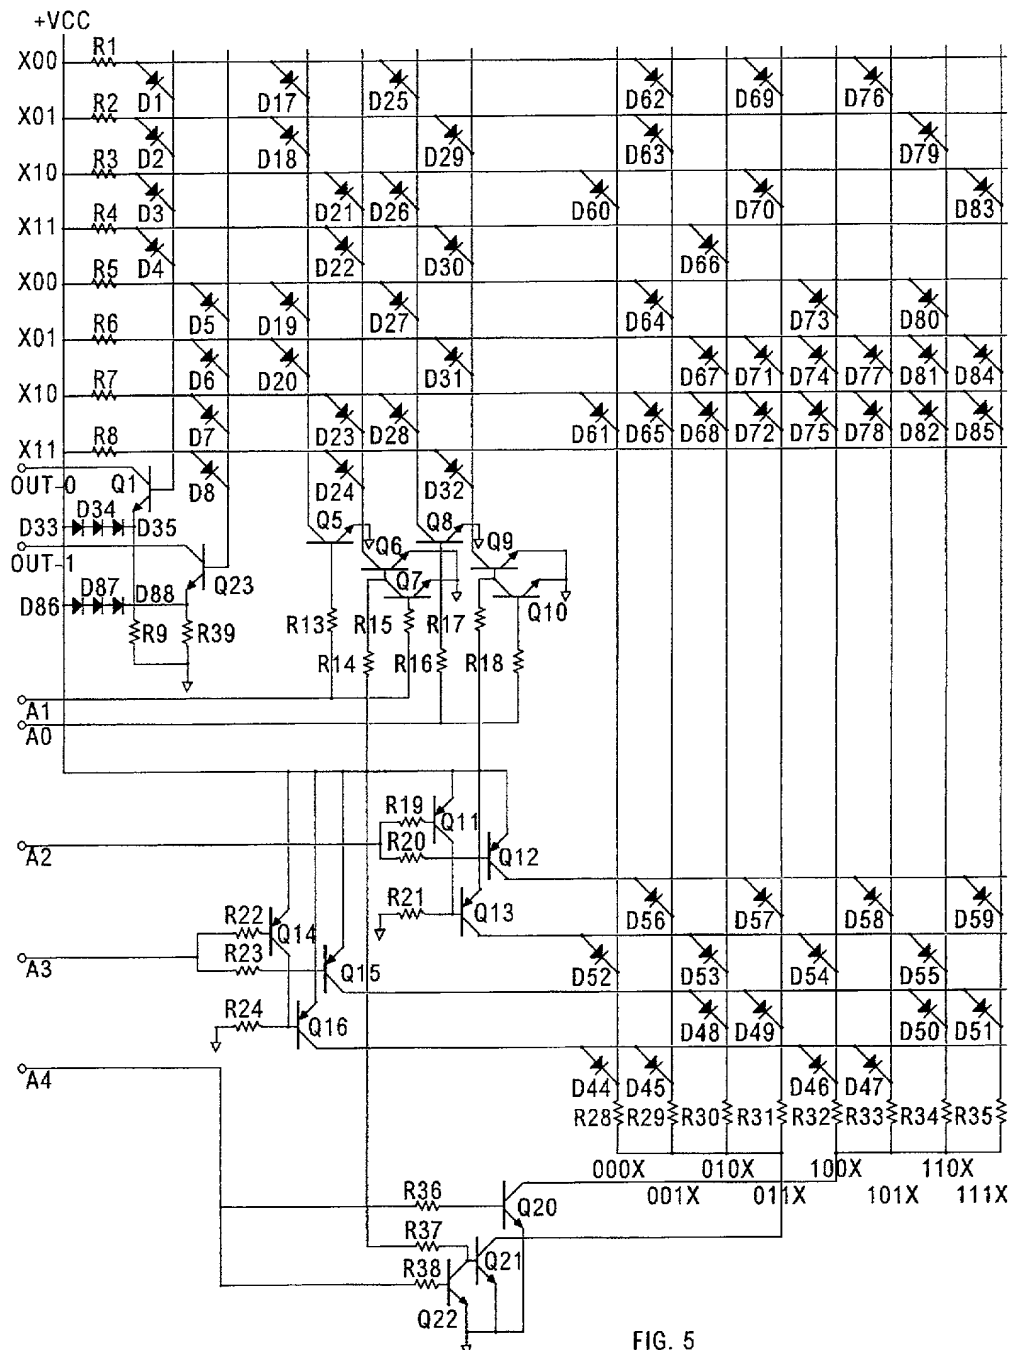 +VCC
X00 R1 D1 D17 D25 D62 D69 D76
X01 R2 D2 D18 D29 D63 D79
X10 R3 D3 D21 D26 D60 D70 D83
X11 R4 D4 D22 D30 D66
X00 R5 D5 D19 D27 D64 D73 D80
X01 R6 D6 D20 D31 D67 D71 D74 D77 D81 D84
X10 R7 D7 D23 D28 D61 D65 D68 D72 D75 D78 D82 D85
X11 R8 D8 D24 D32
OUT-0 Q1
D33 D34 D35 Q5 Q6 Q7 Q8 Q9 Q10
OUT-1 Q23
D86 D87 D88
R9 R39 R13 R15 R17
R14 R16 R18
A1
A0
R19 Q11
A2 R20 Q12
R21 Q13 D56 D57 D58 D59
R22 Q14
A3 R23 Q15 D52 D53 D54 D55
R24 Q16 D48 D49 D50 D51
A4 D44 D45 D46 D47
R28 R29 R30 R31 R32 R33 R34 R35
000X 010X 100X 110X
001X 011X 101X 111X
R36 Q20
R37 Q21
R38 Q22
FIG. 5